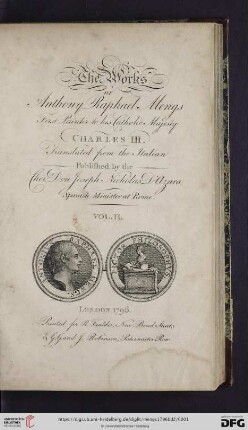 The Works
of
Anthony Raphael Mengs
First Painter to his Catholic Majesty
CHARLES III.
Translated from the Italian
Published by the
Chev. Don Joseph Nicholas D'Azara
Spanish Minister at Rome
VOL. II.
LONDON 1796.
Printed for R. Faulder, New Bond Street;
& G.G. and J. Robinson, Paternoster Row.
DFG